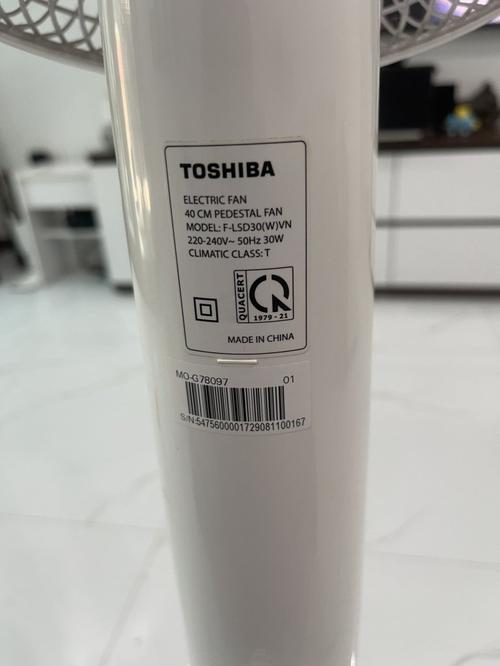 TOSHIBA
ELECTRIC FAN
40 CM PEDESTAL FAN
MODEL: F-LSD30(W)VN
220-240V~ 50Hz 30W
CLIMATIC CLASS: T
QUACERT
1979 - 21
MADE IN CHINA
MO-G78097 01
S/N:5475600001729081100167